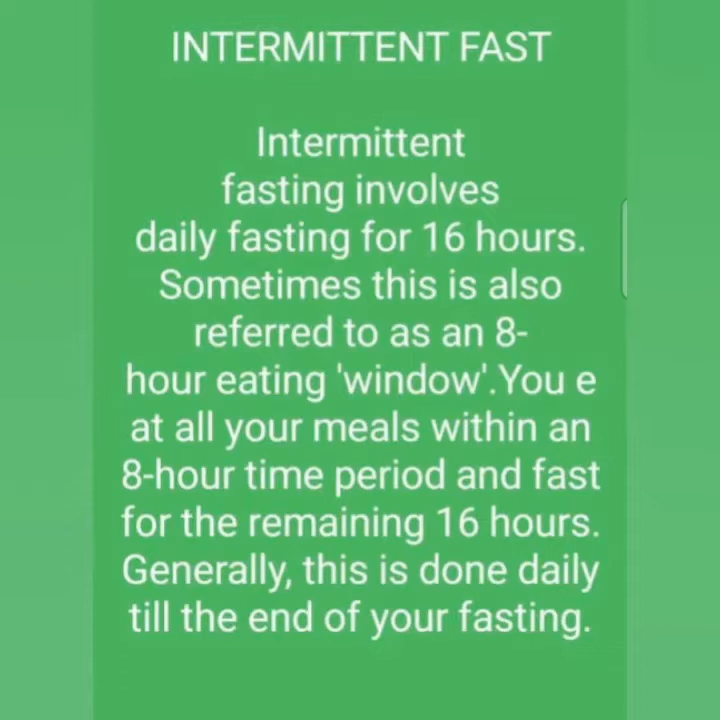 INTERMITTENT FAST
Intermittent
fasting involves
daily fasting for 16 hours.
Sometimes this is also
referred to as an 8-
hour eating 'window'.You e
at all your meals within an
8-hour time period and fast
for the remaining 16 hours.
Generally, this is done daily
till the end of your fasting.